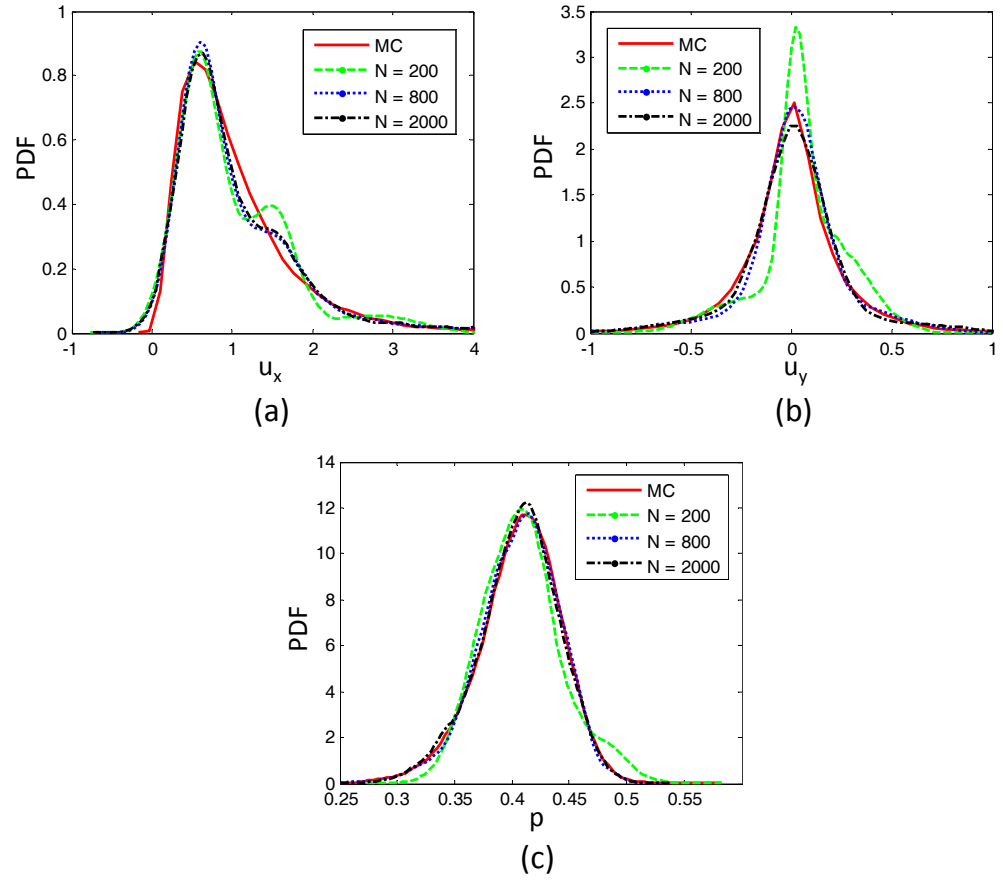 1
0.8
0.6
0.4
0.2
0
PDF
-1 0 1 2 3 4
u_x
(a)
MC
N = 200
N = 800
N = 2000
3.5
3
2.5
2
1.5
1
0.5
0
PDF
-1 -0.5 0 0.5 1
u_y
(b)
MC
N = 200
N = 800
N = 2000
14
12
10
8
6
4
2
0
PDF
0.25 0.3 0.35 0.4 0.45 0.5 0.55
p
(c)
MC
N = 200
N = 800
N = 2000